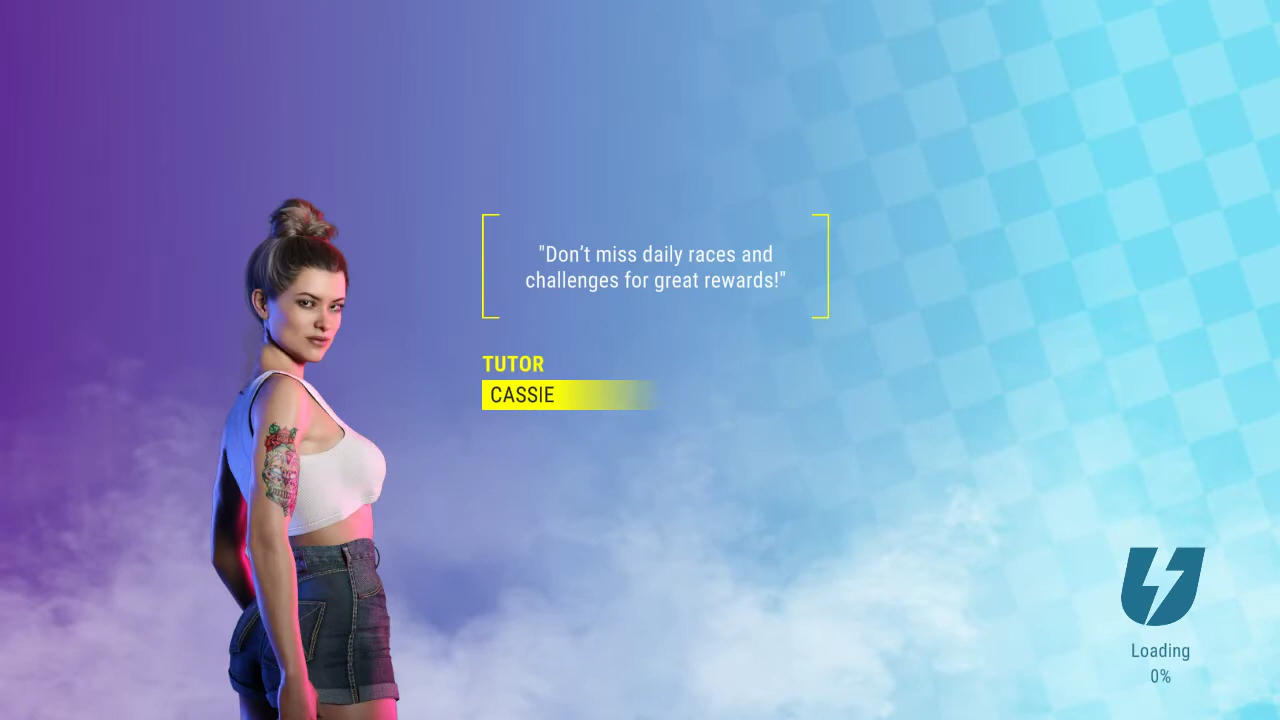 "Don’t miss daily races and
challenges for great rewards!"
TUTOR
CASSIE
Loading
0%